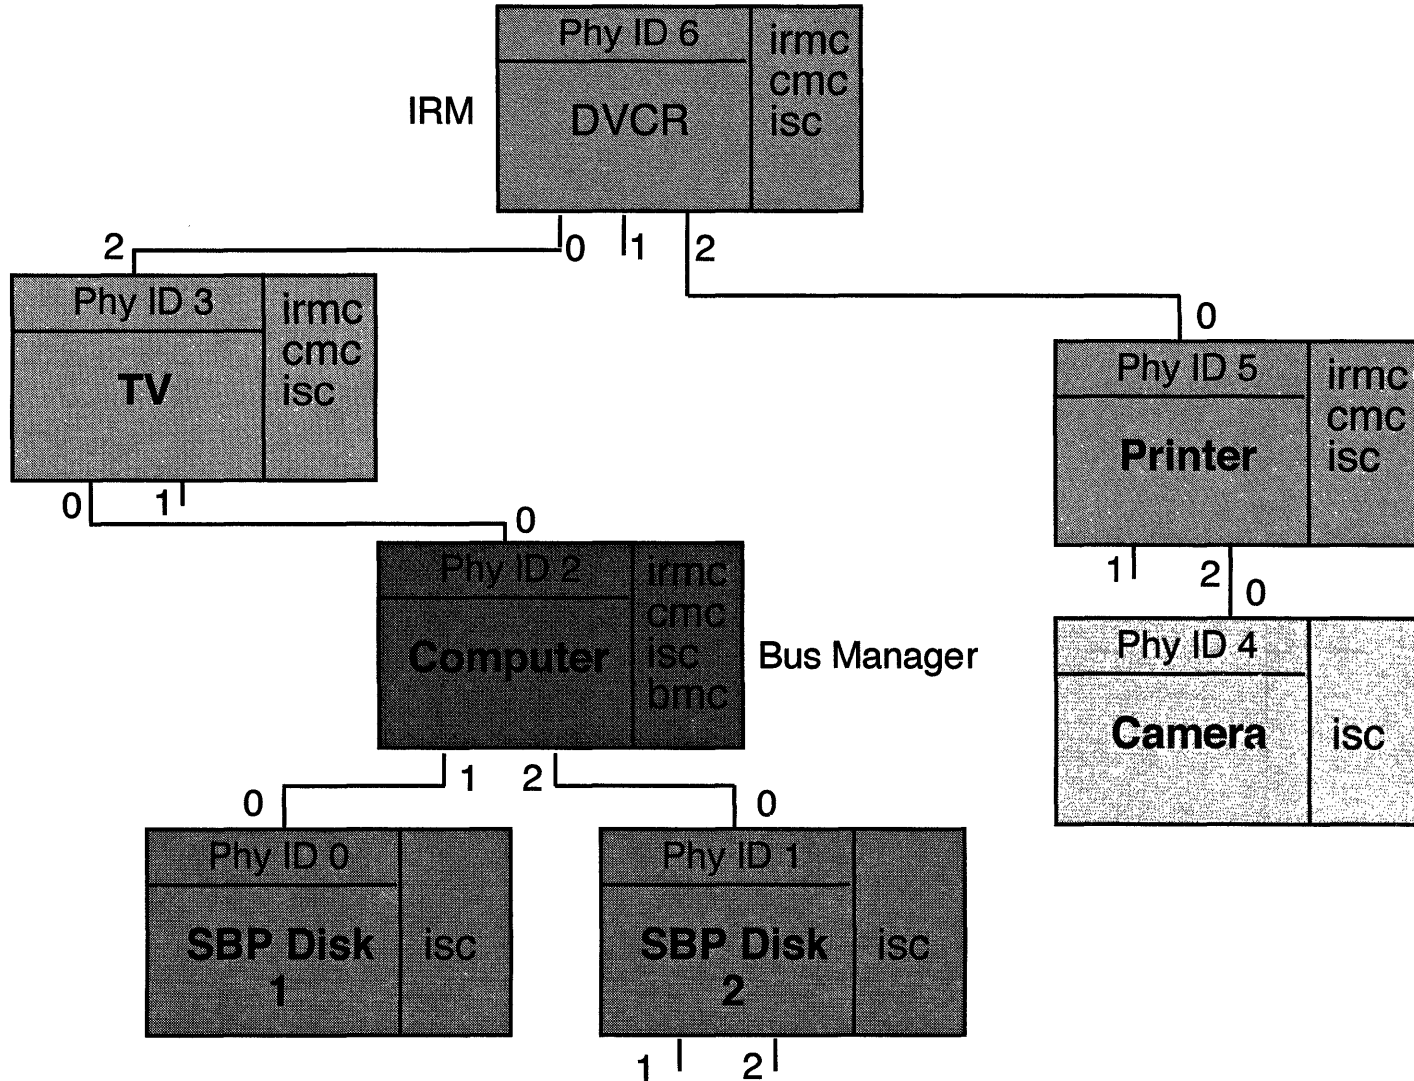 Phy ID 6
irmc
cmc
isc
IRM
DVCR
2
0
1
2
Phy ID 3
irmc
cmc
isc
TV
0
Phy ID 5
irmc
cmc
isc
Printer
0
1
0
Phy ID 2
irmc
cmc
isc
bmc
Computer
Bus Manager
1
2
0
Phy ID 4
Camera
isc
1
2
0
0
Phy ID 0
SBP Disk
1
isc
Phy ID 1
SBP Disk
2
isc
1
2